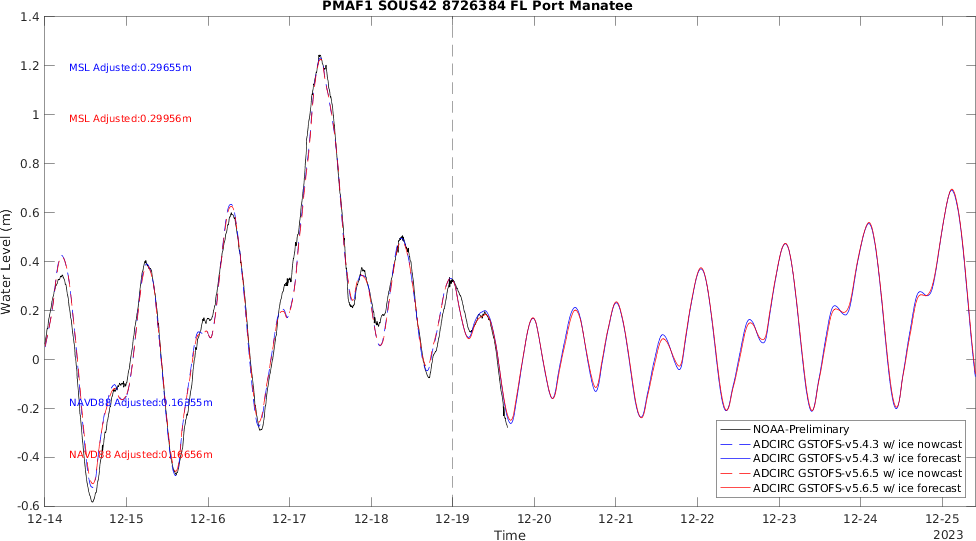 PMAF1 SOUS42 8726384 FL Port Manatee
1.4
1.2
1
0.8
0.6
0.4
0.2
0
-0.2
-0.4
-0.6
Water Level (m)
MSL Adjusted:0.29655m
MSL Adjusted:0.29956m
NAVD88 Adjusted:0.16355m
NAVD88 Adjusted:0.16656m
NOAA-Preliminary
ADCIRC GSTOFS-v5.4.3 w/ ice nowcast
ADCIRC GSTOFS-v5.4.3 w/ ice forecast
ADCIRC GSTOFS-v5.6.5 w/ ice nowcast
ADCIRC GSTOFS-v5.6.5 w/ ice forecast
12-14 12-15 12-16 12-17 12-18 12-19 12-20 12-21 12-22 12-23 12-24 12-25
Time
2023